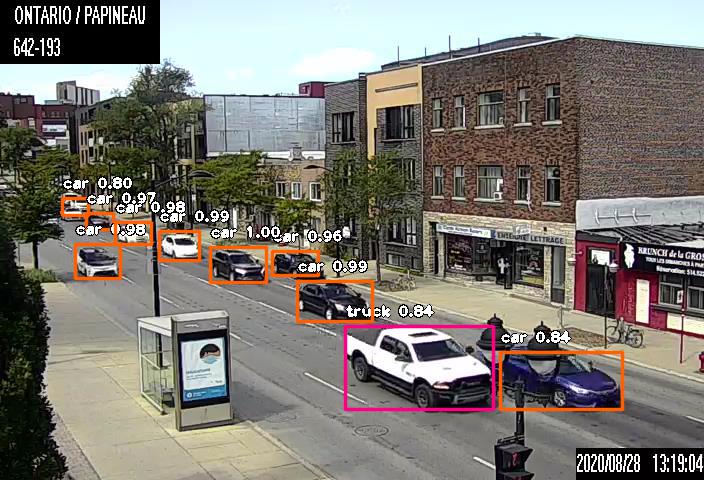 ONTARIO / PAPINEAU
642-193
car 0.80
car 0.97
car 0.98
car 0.99
car 0.98
car 1.00
car 0.96
car 0.99
truck 0.84
car 0.84
ENSEIGNE LETTRAGE
KRUNCH de la GROS
2020/08/28 13:19:04